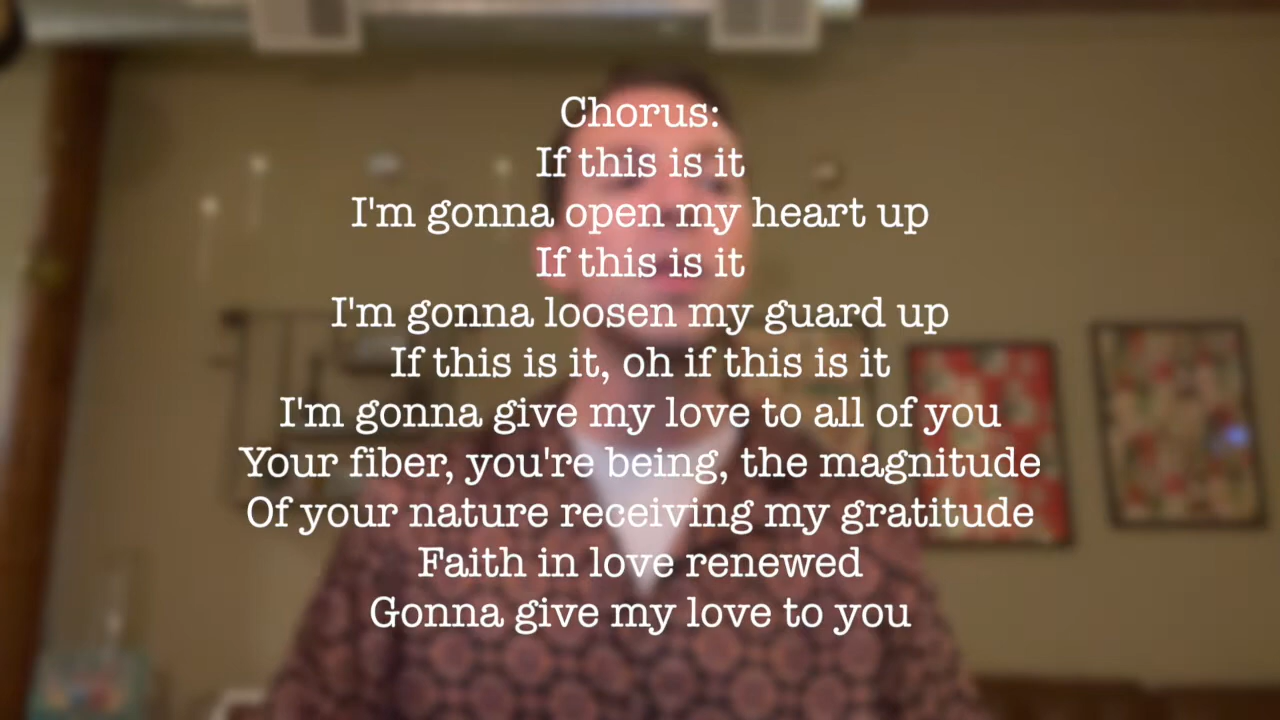 Chorus:
If this is it
I'm gonna open my heart up
If this is it
I'm gonna loosen my guard up
If this is it, oh if this is it
I'm gonna give my love to all of you
Your fiber, you're being, the magnitude
Of your nature receiving my gratitude
Faith in love renewed
Gonna give my love to you